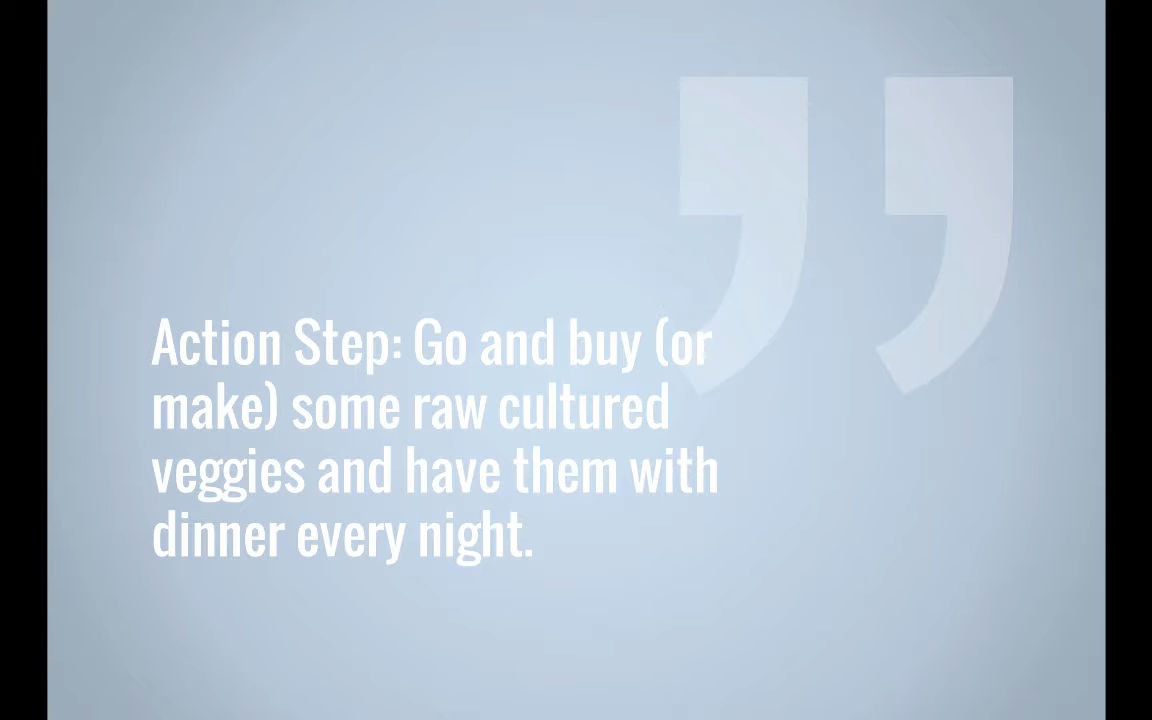 Action Step: Go and buy (or
make) some raw cultured
veggies and have them with
dinner every night.